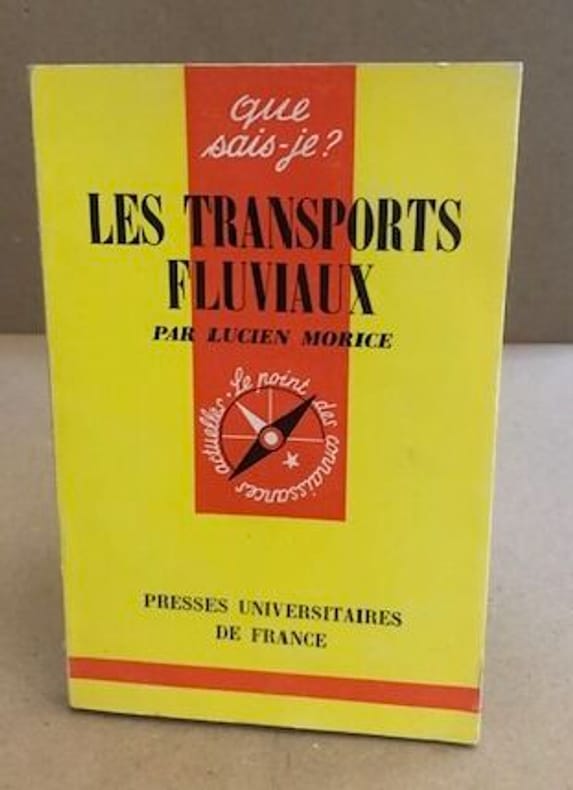 que
sais-je?
LES TRANSPORTS
FLUVIAUX
PAR LUCIEN MORICE
Le point des connaissances actuelles.
PRESSES UNIVERSITAIRES
DE FRANCE